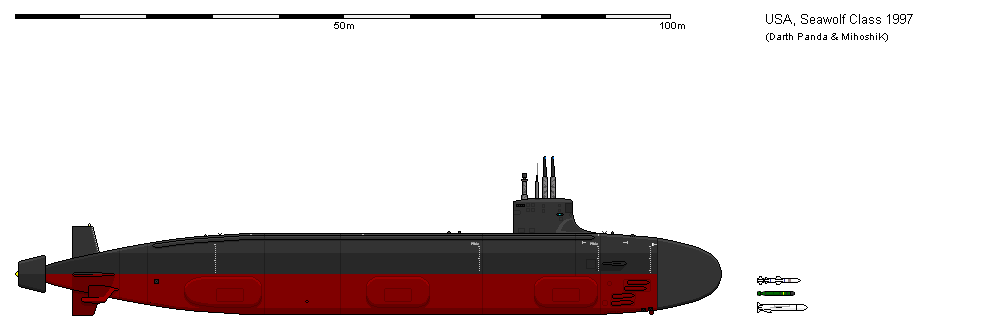 50m 100m
USA, Seawolf Class 1997
(Darth Panda & MihoshiK)